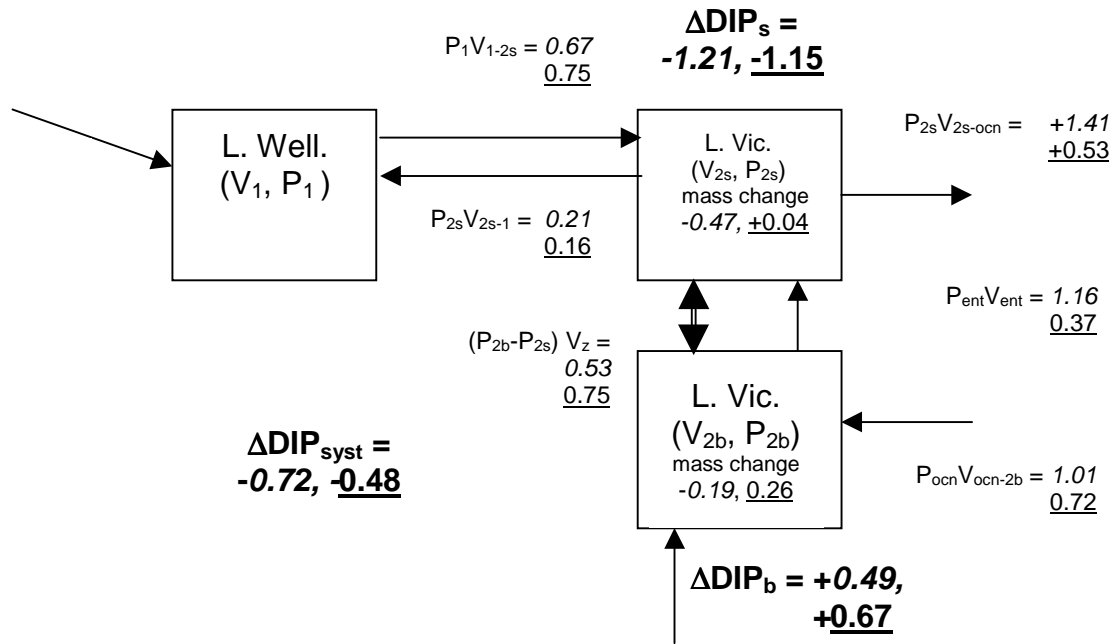 ΔDIPₛ =
-1.21, -1.15
P₁V₁₋₂ₛ = 0.67
0.75
L. Well.
(V₁, P₁ )
L. Vic.
(V₂ₛ, P₂ₛ)
mass change
-0.47, +0.04
P₂ₛV₂ₛ₋ocn = +1.41
+0.53
P₂ₛV₂ₛ₋₁ = 0.21
0.16
PentVent = 1.16
0.37
(P2b-P2s) Vz =
0.53
0.75
L. Vic.
(V2b, P2b)
mass change
-0.19, 0.26
ΔDIPsyst =
-0.72, -0.48
PocnVocn-2b = 1.01
0.72
ΔDIPb = +0.49,
+0.67